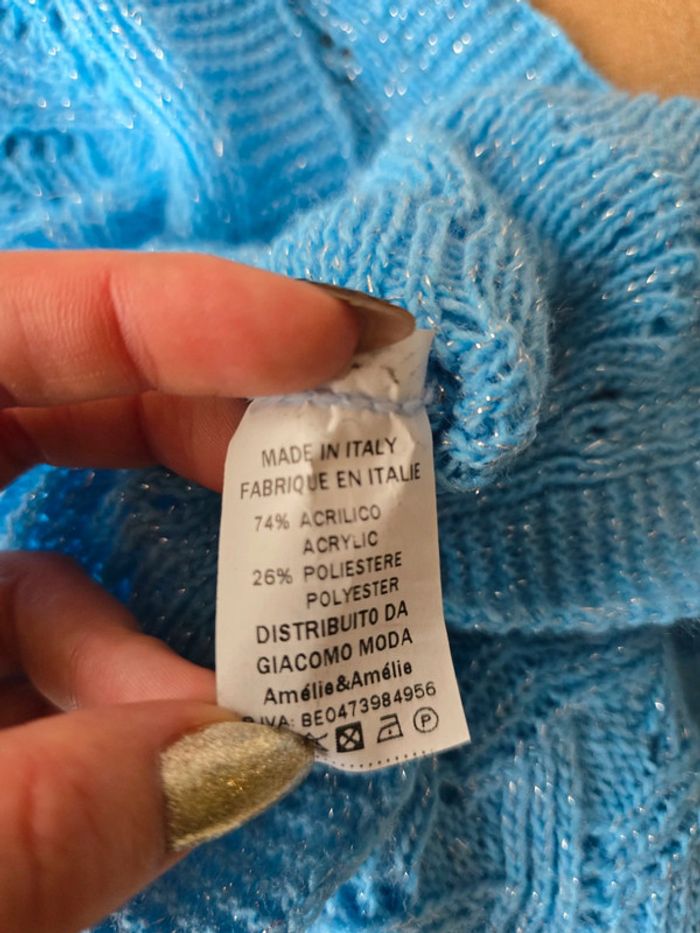 MADE IN ITALY
FABRIQUE EN ITALIE
74% ACRILICO
ACRYLIC
26% POLIESTERE
POLYESTER
DISTRIBUITO DA
GIACOMO MODA
Amélie&Amélie
P.IVA: BE0473984956
P